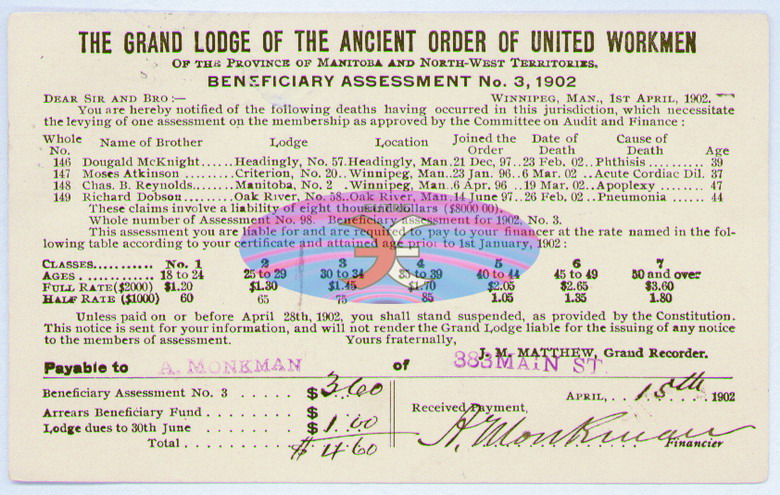 THE GRAND LODGE OF THE ANCIENT ORDER OF UNITED WORKMEN
OF THE PROVINCE OF MANITOBA AND NORTH-WEST TERRITORIES.
BENEFICIARY ASSESSMENT No. 3, 1902
DEAR SIR AND BRO:— WINNIPEG, MAN., 1ST APRIL, 1902.
You are hereby notified of the following deaths having occurred in this jurisdiction, which necessitate
the levying of one assessment on the membership as approved by the Committee on Audit and Finance:
Whole No. Name of Brother Lodge Location Joined the Order Date of Death Cause of Death Age
146 Dougald McKnight......Headingly, No. 57.Headingly, Man..21 Dec, 97..23 Feb. 02..Phthisis 39
147 Moses Atkinson Criterion, No. 20..Winnipeg, Man...23 Jan. 96..6 Mar. 02..Acute Cordiac Dil. 37
148 Chas. B. Reynolds......Manitoba, No. 2 ..Winnipeg, Man..6 Apr. 96 ..19 Mar. 02..Apoplexy 47
149 Richard Dobson.........Oak River, No. 58..Oak River, Man.14 June 97..26 Feb. 02..Pneumonia 44
These claims involve a liability of eight thousand dollars ($8000 00).
Whole number of Assessment No. 98. Beneficiary assessment for 1902, No. 3.
This assessment you are liable for and are required to pay to your financer at the rate named in the fol-
lowing table according to your certificate and attained age prior to 1st January, 1902:
CLASSES.......... No. 1 2 3 4 5 6 7
AGES ............ 18 to 24 25 to 29 30 to 34 35 to 39 40 to 44 45 to 49 50 and over
FULL RATE ($2000) $1.20 $1.30 $1.45 $1.70 $2.05 $2.65 $3.60
HALF RATE ($1000) 60 65 75 85 1.05 1.35 1.80
Unless paid on or before April 28th, 1902, you shall stand suspended, as provided by the Constitution.
This notice is sent for your information, and will not render the Grand Lodge liable for the issuing of any notice
to the members of assessment. Yours fraternally,
J. M. MATTHEW, Grand Recorder.
Payable to A. MONKMAN of 383 MAIN ST
Beneficiary Assessment No. 3 ...... $ 3.60 APRIL, 15th 1902
Arrears Beneficiary Fund ...... $
Received Payment,
Lodge dues to 30th June ...... $ 1.00
Total ............ $4.60 A. Monkman Financier